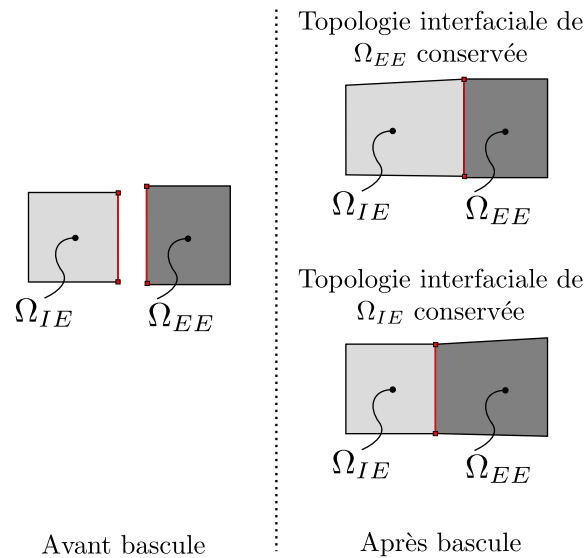 Ω_IE
Ω_EE
Avant bascule
Topologie interfaciale de
Ω_EE conservée
Ω_IE
Ω_EE
Topologie interfaciale de
Ω_IE conservée
Ω_IE
Ω_EE
Après bascule